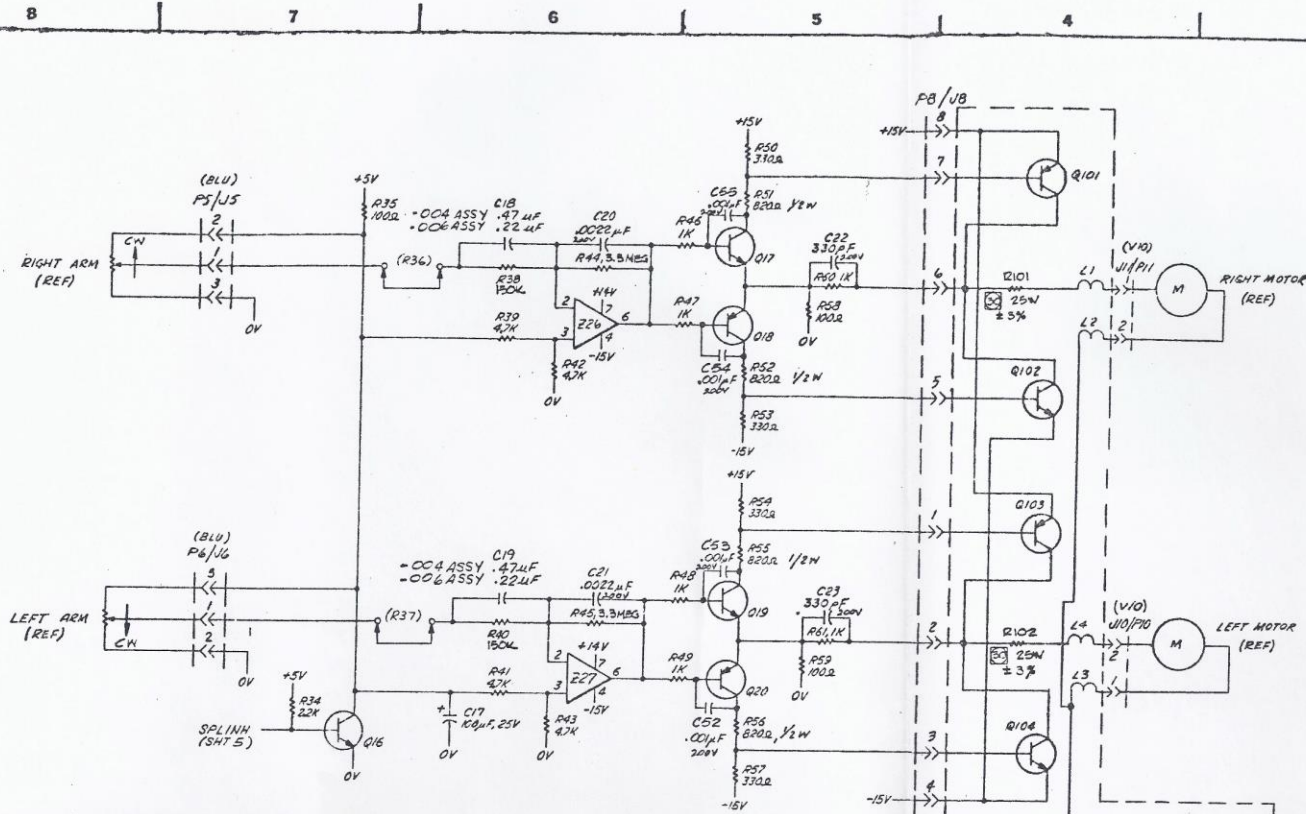 8 7 6 5 4
P8/J8
+15V 8
+15V
R50
330Ω
7
Q101
(BLU)
P5/J5
+5V
R35
100Ω
-004 ASSY .47 µF
-006 ASSY .22 µF
C18
C20
.0022µF
200V
R46
1K
C55
.001µF
200V
R51
820Ω 1/2W
Q17
C22
330PF
200V
2
CW
1
RIGHT ARM
(REF)
3
0V
(R36)
R38
150K
R44, 3.3MEG
R60 1K
6
R101
30
25W
±3%
L1
(V10)
J11/P11
1
M
RIGHT MOTOR
(REF)
R58
100Ω
0V
R39
4.7K
2
+14V
7
Z26
6
3
4
-15V
R47
1K
Q18
L2
2
R42
4.7K
0V
C54
.001µF
200V
R52
820Ω 1/2W
5
Q102
R53
330Ω
-15V
+15V
R54
330Ω
1
Q103
(BLU)
P6/J6
-004 ASSY .47µF
-006 ASSY .22µF
C19
C21
.0022µF
200V
R48
1K
C53
.001µF
200V
R55
820Ω 1/2W
Q19
C23
330PF
200V
3
1
LEFT ARM
(REF)
CW
2
0V
(R37)
R40
150K
R45, 3.3MEG
R61, 1K
2
R102
30
25W
±3%
L4
(V10)
J10/P10
2
M
LEFT MOTOR
(REF)
R59
100Ω
0V
+5V
R34
2.2K
SPLINH
(SHT 5)
Q16
0V
+
C17
100µF, 25V
0V
R41
4.7K
2
+14V
7
Z27
6
3
4
-15V
R43
4.7K
0V
R49
1K
Q20
L3
1
C52
.001µF
200V
R56
820Ω, 1/2W
3
Q104
R57
330Ω
-15V
-15V 4